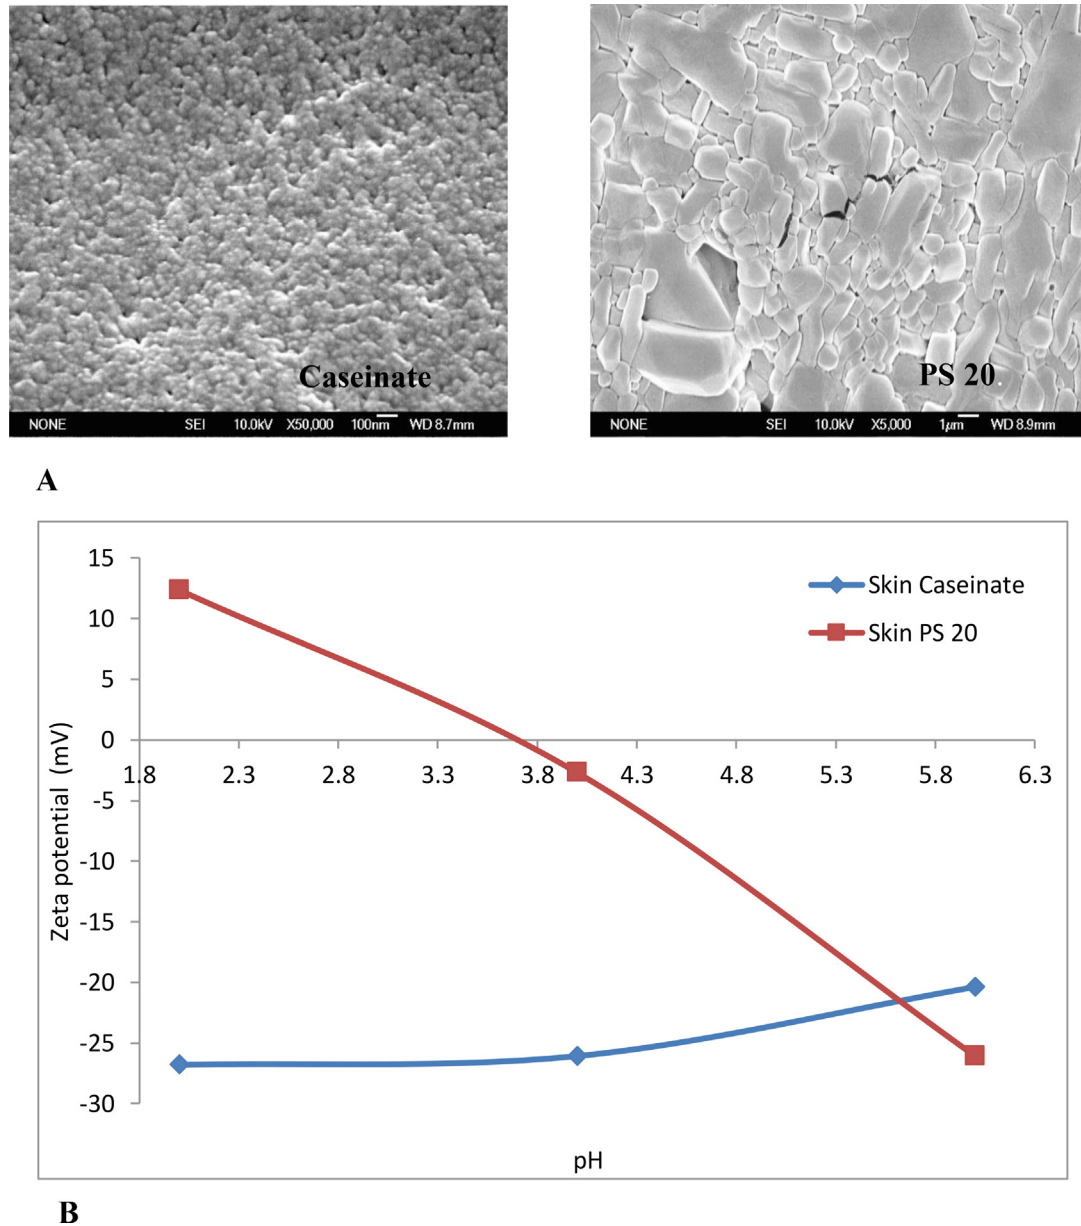 Caseinate
PS 20
NONE SEI 10.0kV X50,000 100nm WD 8.7mm
NONE SEI 10.0kV X5,000 1µm WD 8.9mm
A
15
10
5
0
-5
-10
-15
-20
-25
-30
1.8 2.3 2.8 3.3 3.8 4.3 4.8 5.3 5.8 6.3
Zeta potential (mV)
Skin Caseinate
Skin PS 20
pH
B